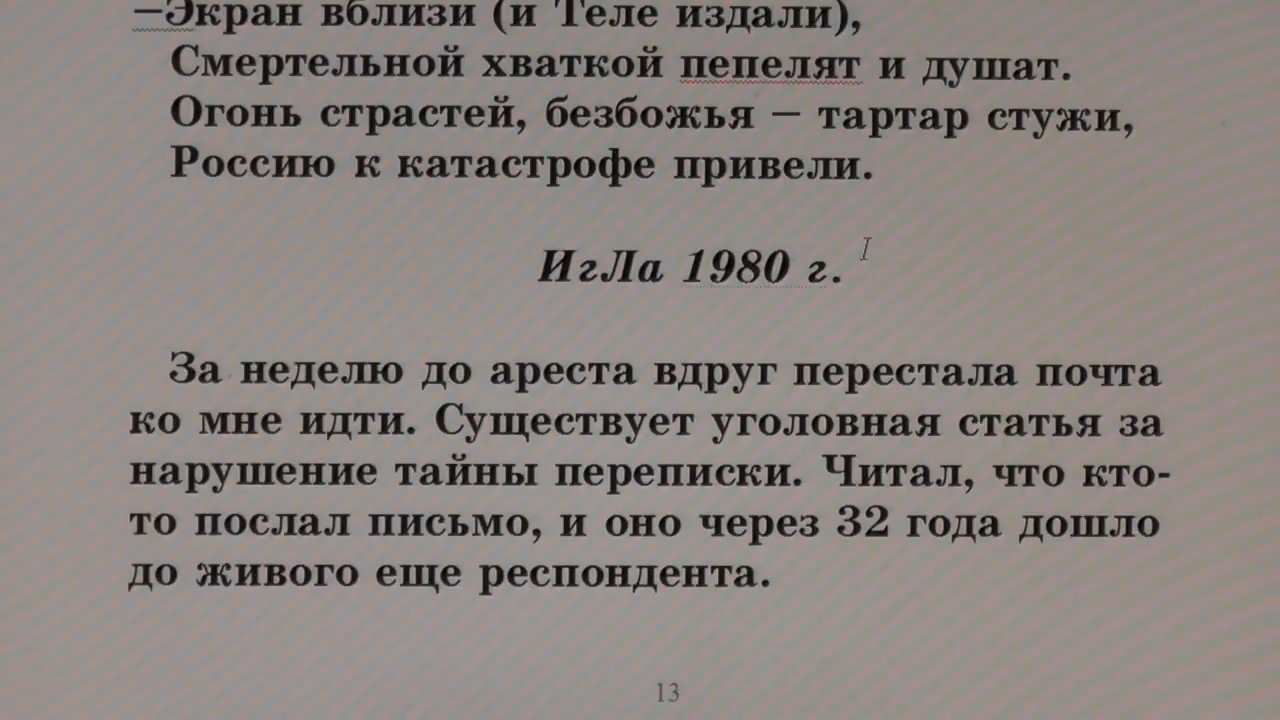 —Экран вблизи (и Теле издали),
Смертельной хваткой пепелят и душат.
Огонь страстей, безбожья — тартар стужи,
Россию к катастрофе привели.
ИгЛа 1980 г.
За неделю до ареста вдруг перестала почта
ко мне идти. Существует уголовная статья за
нарушение тайны переписки. Читал, что кто-
то послал письмо, и оно через 32 года дошло
до живого еще респондента.
13